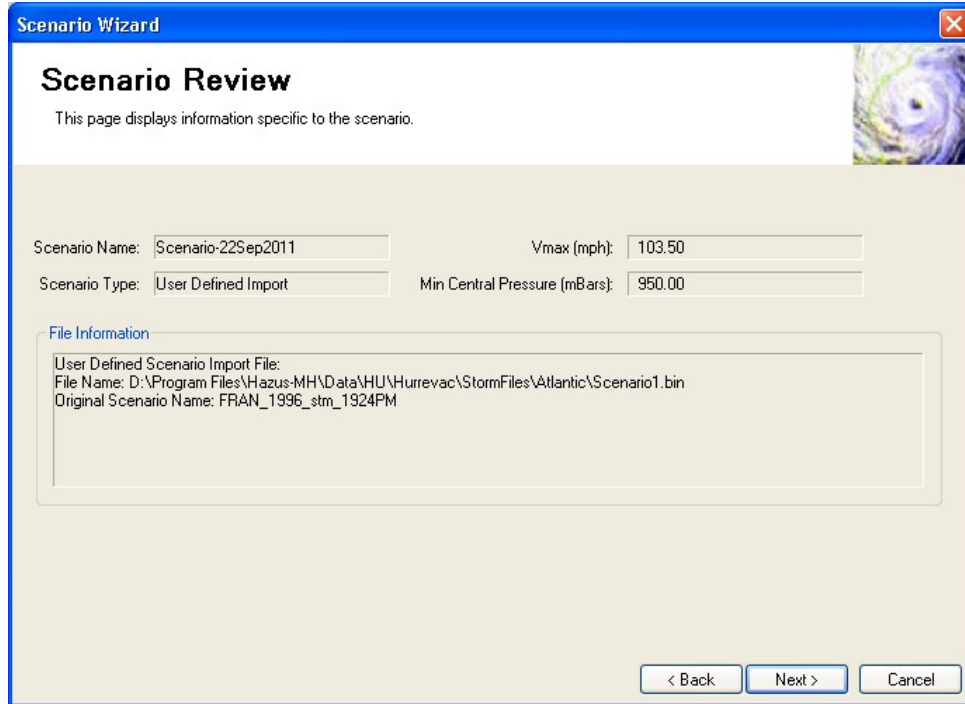 Scenario Wizard
Scenario Review
This page displays information specific to the scenario.
Scenario Name: Scenario-22Sep2011
Vmax (mph): 103.50
Scenario Type: User Defined Import
Min Central Pressure (mBars): 950.00
File Information
User Defined Scenario Import File:
File Name: D:\Program Files\Hazus-MH\Data\HU\Hurrevac\StormFiles\Atlantic\Scenario1.bin
Original Scenario Name: FRAN_1996_stm_1924PM
< Back
Next >
Cancel